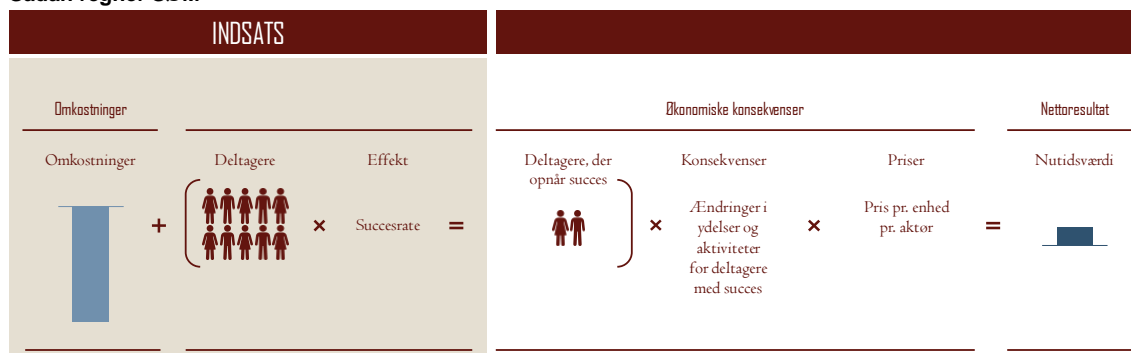 INDSATS
Omkostninger
Økonomiske konsekvenser
Nettoresultat
Omkostninger
+
Deltagere
×
Effekt
Succesrate
=
Deltagere, der
opnår succes
×
Konsekvenser
Ændringer i
ydelser og
aktiviteter
for deltagere
med succes
×
Priser
Pris pr. enhed
pr. aktør
=
Nutidsværdi